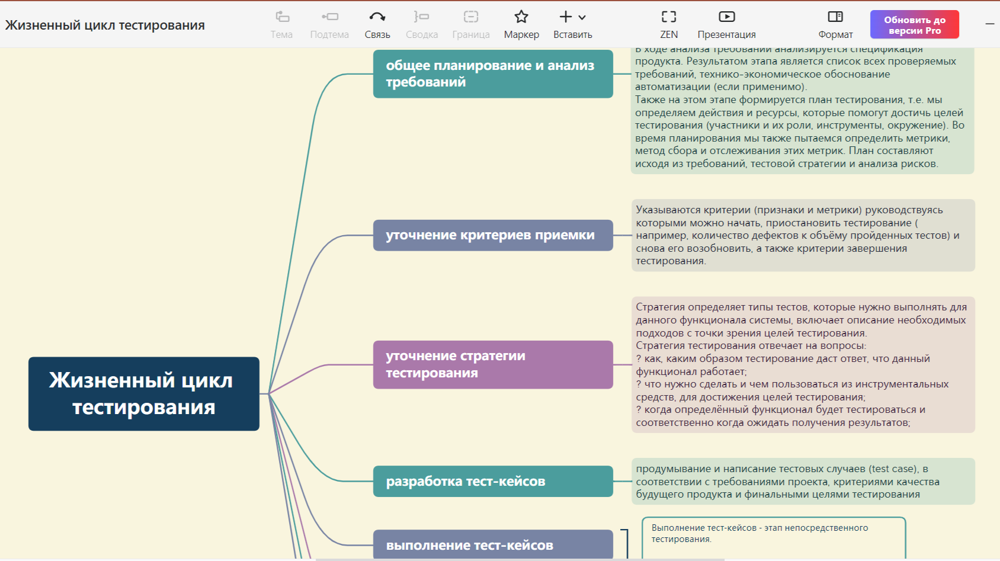 Жизненный цикл тестирования
Тема
Подтема
Связь
Сводка
Граница
Маркер
Вставить
ZEN
Презентация
Формат
Обновить до
версии Pro
общее планирование и анализ
требований
В ходе анализа требований анализируется спецификация
продукта. Результатом этапа является список всех проверяемых
требований, технико-экономическое обоснование
автоматизации (если применимо).
Также на этом этапе формируется план тестирования, т.е. мы
определяем действия и ресурсы, которые помогут достичь целей
тестирования (участники и их роли, инструменты, окружение). Во
время планирования мы также пытаемся определить метрики,
метод сбора и отслеживания этих метрик. План составляют
исходя из требований, тестовой стратегии и анализа рисков.
уточнение критериев приемки
Указываются критерии (признаки и метрики) руководствуясь
которыми можно начать, приостановить тестирование (
например, количество дефектов к объёму пройденных тестов) и
снова его возобновить, а также критерии завершения
тестирования.
уточнение стратегии
тестирования
Стратегия определяет типы тестов, которые нужно выполнять для
данного функционала системы, включает описание необходимых
подходов с точки зрения целей тестирования.
Стратегия тестирования отвечает на вопросы:
? как, каким образом тестирование даст ответ, что данный
функционал работает;
? что нужно сделать и чем пользоваться из инструментальных
средств, для достижения целей тестирования;
? когда определённый функционал будет тестироваться и
соответственно когда ожидать получения результатов;
Жизненный цикл
тестирования
разработка тест-кейсов
продумывание и написание тестовых случаев (test case), в
соответствии с требованиями проекта, критериями качества
будущего продукта и финальными целями тестирования
выполнение тест-кейсов
Выполнение тест-кейсов - этап непосредственного
тестирования.